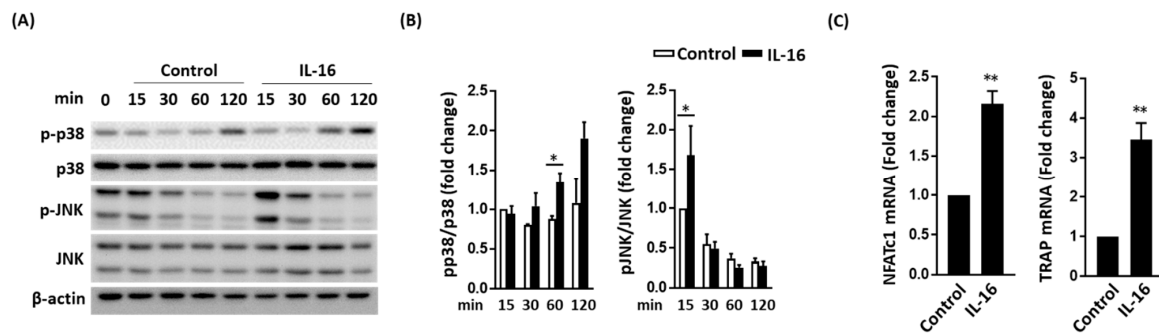 (A)
Control IL-16
min 0 15 30 60 120 15 30 60 120
p-p38
p38
p-JNK
JNK
β-actin
(B)
Control IL-16
pp38/p38 (fold change)
2.5
2.0
1.5
1.0
0.5
0
*
min 15 30 60 120
pJNK/JNK (fold change)
2.5
2.0
1.5
1.0
0.5
0
*
min 15 30 60 120
(C)
NFATc1 mRNA (Fold change)
2.5
2.0
1.5
1.0
0.5
0.0
**
Control
IL-16
TRAP mRNA (Fold change)
5
4
2
0
**
Control
IL-16